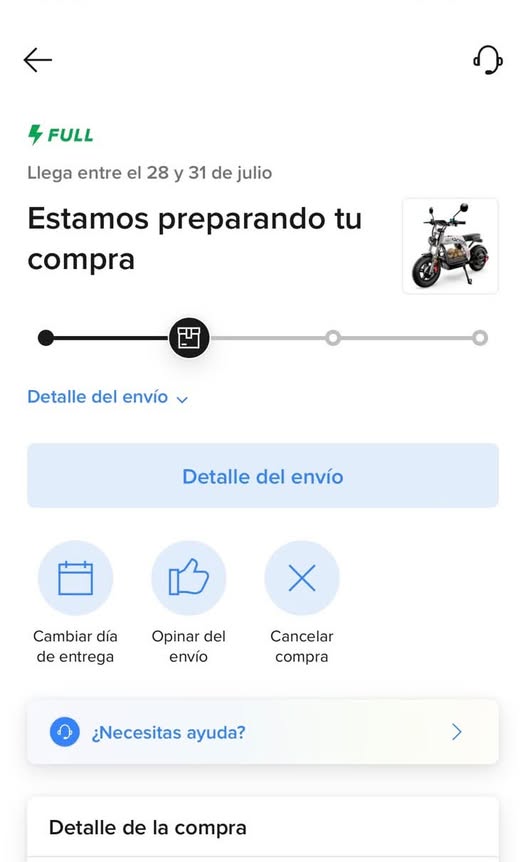 FULL
Llega entre el 28 y 31 de julio
Estamos preparando tu
compra
Detalle del envío
Detalle del envío
Cambiar día
de entrega
Opinar del
envío
Cancelar
compra
¿Necesitas ayuda?
Detalle de la compra